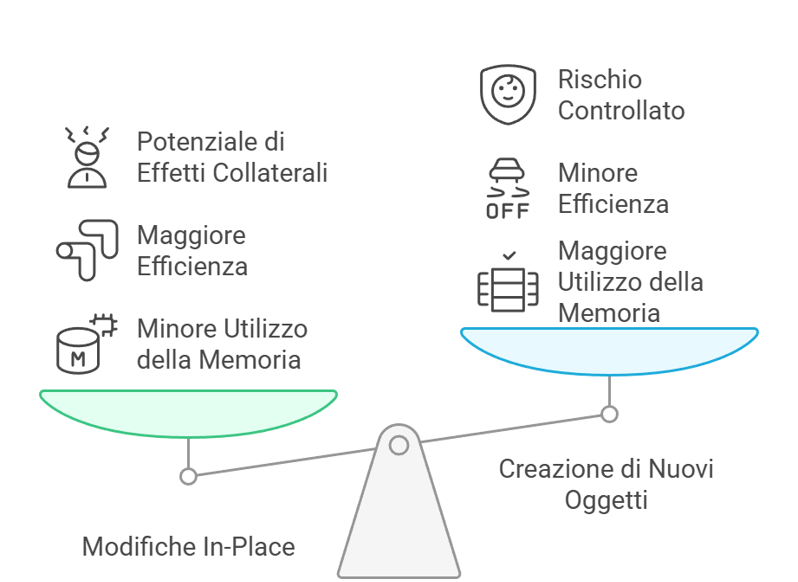 Potenziale di
Effetti Collaterali
Maggiore
Efficienza
Minore Utilizzo
della Memoria
M
Modifiche In-Place
Rischio
Controllato
OFF
Minore
Efficienza
Maggiore
Utilizzo della
Memoria
Creazione di Nuovi
Oggetti